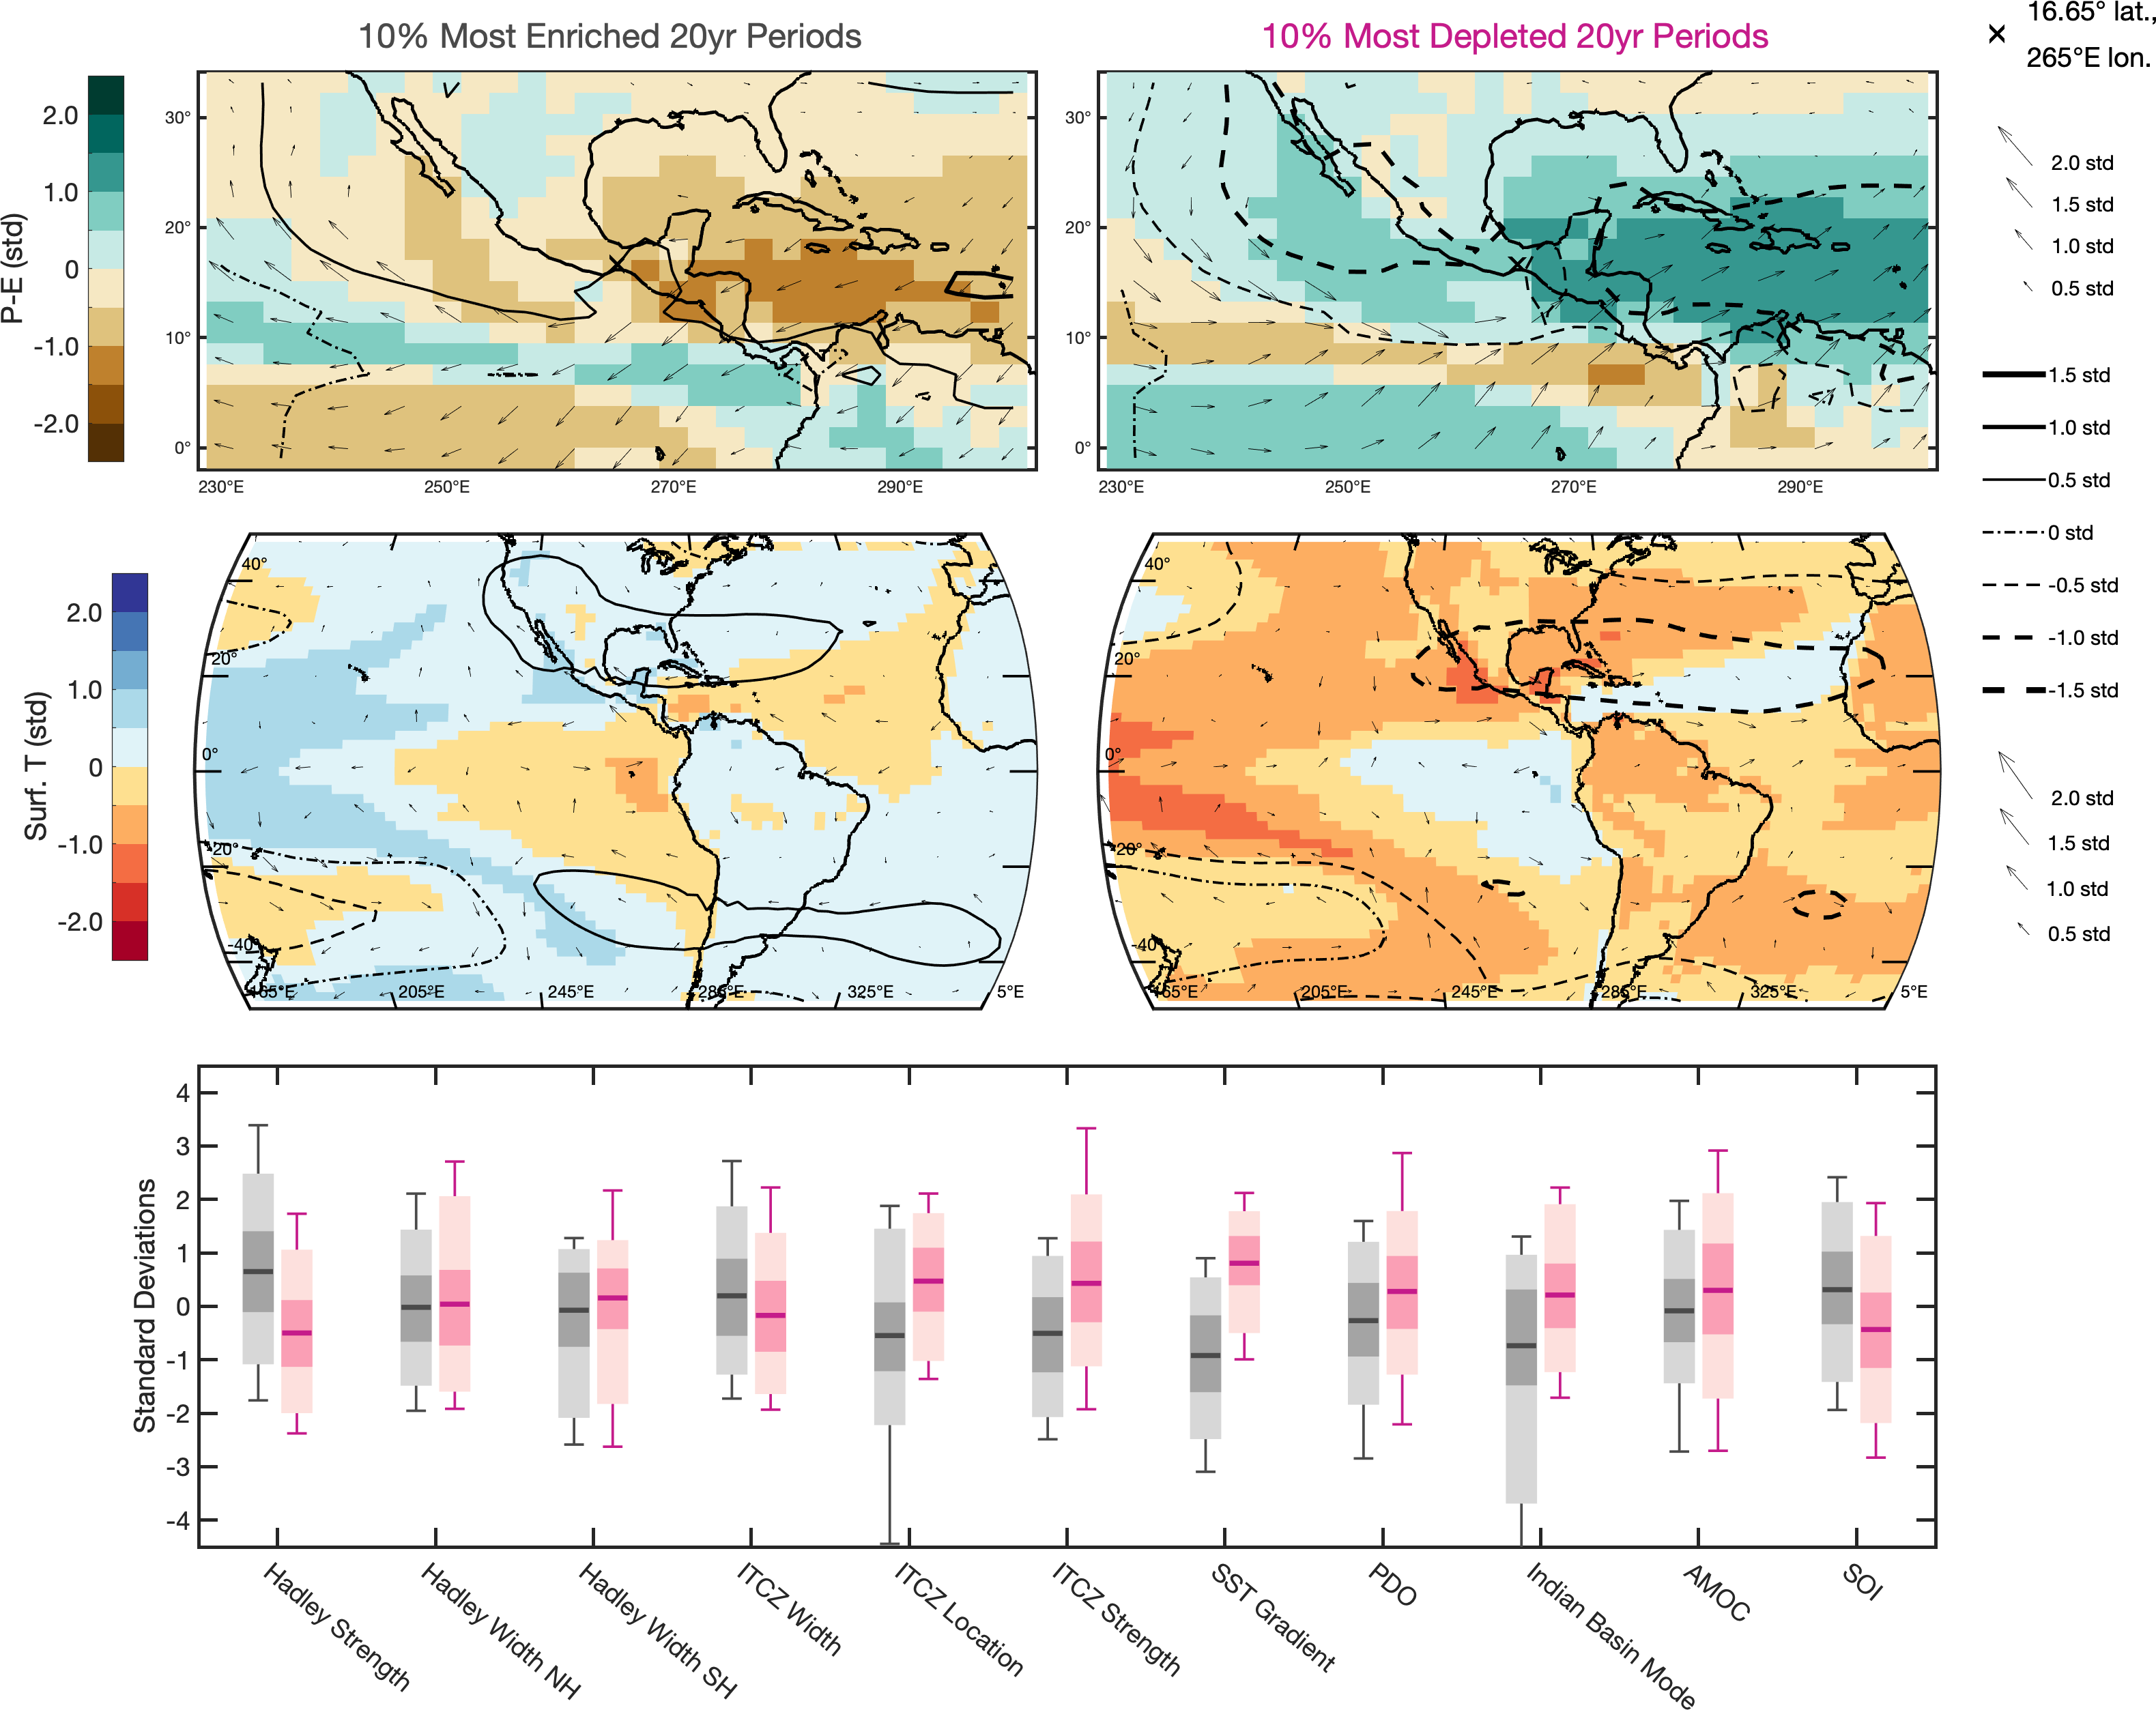 10% Most Enriched 20yr Periods
10% Most Depleted 20yr Periods
16.65° lat.,
265°E lon.
P-E (std)
2.0
1.0
0
-1.0
-2.0
30°
20°
10°
0°
230°E
250°E
270°E
290°E
30°
20°
10°
0°
230°E
250°E
270°E
290°E
2.0 std
1.5 std
1.0 std
0.5 std
1.5 std
1.0 std
0.5 std
0 std
-0.5 std
-1.0 std
-1.5 std
2.0 std
1.5 std
1.0 std
0.5 std
Surf. T (std)
2.0
1.0
0
-1.0
-2.0
40°
20°
0°
-20°
-40°
165°E
205°E
245°E
285°E
325°E
5°E
40°
20°
0°
-20°
-40°
165°E
205°E
245°E
285°E
325°E
5°E
Standard Deviations
4
3
2
1
0
-1
-2
-3
-4
Hadley Strength
Hadley Width NH
Hadley Width SH
ITCZ Width
ITCZ Location
ITCZ Strength
SST Gradient
PDO
Indian Basin Mode
AMOC
SOI